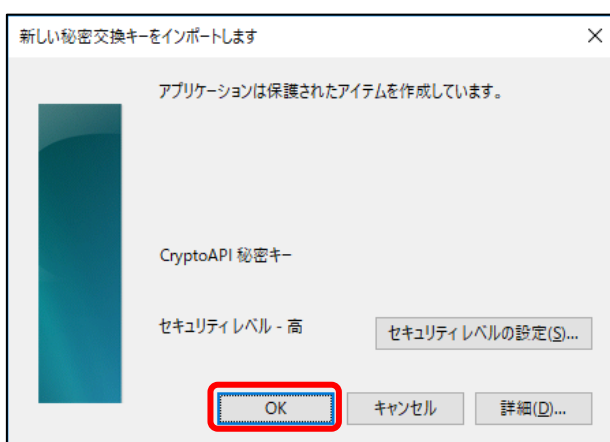 新しい秘密交換キーをインポートします
アプリケーションは保護されたアイテムを作成しています。
CryptoAPI 秘密キー
セキュリティ レベル - 高
セキュリティ レベルの設定(S)...
OK
キャンセル
詳細(D)...